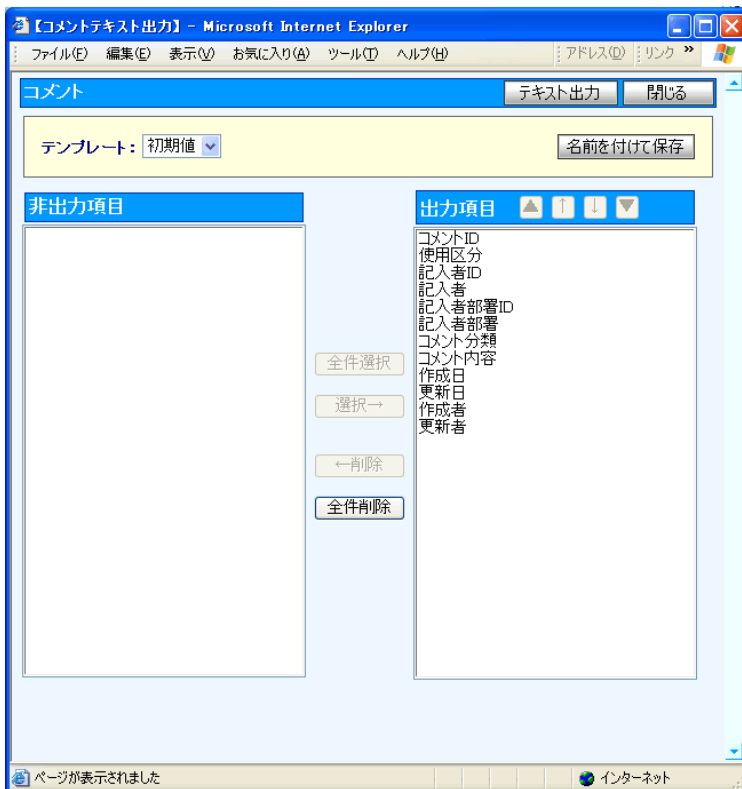 【コメントテキスト出力】 - Microsoft Internet Explorer
ファイル(F) 編集(E) 表示(V) お気に入り(A) ツール(T) ヘルプ(H) アドレス(D) リンク »
コメント テキスト出力 閉じる
テンプレート: 初期値 名前を付けて保存
非出力項目
出力項目 ▲ ↑ ↓ ▼
コメントID
使用区分
記入者ID
記入者
記入者部署ID
記入者部署
コメント分類
コメント内容
作成日
更新日
作成者
更新者
全件選択
選択→
←削除
全件削除
ページが表示されました インターネット